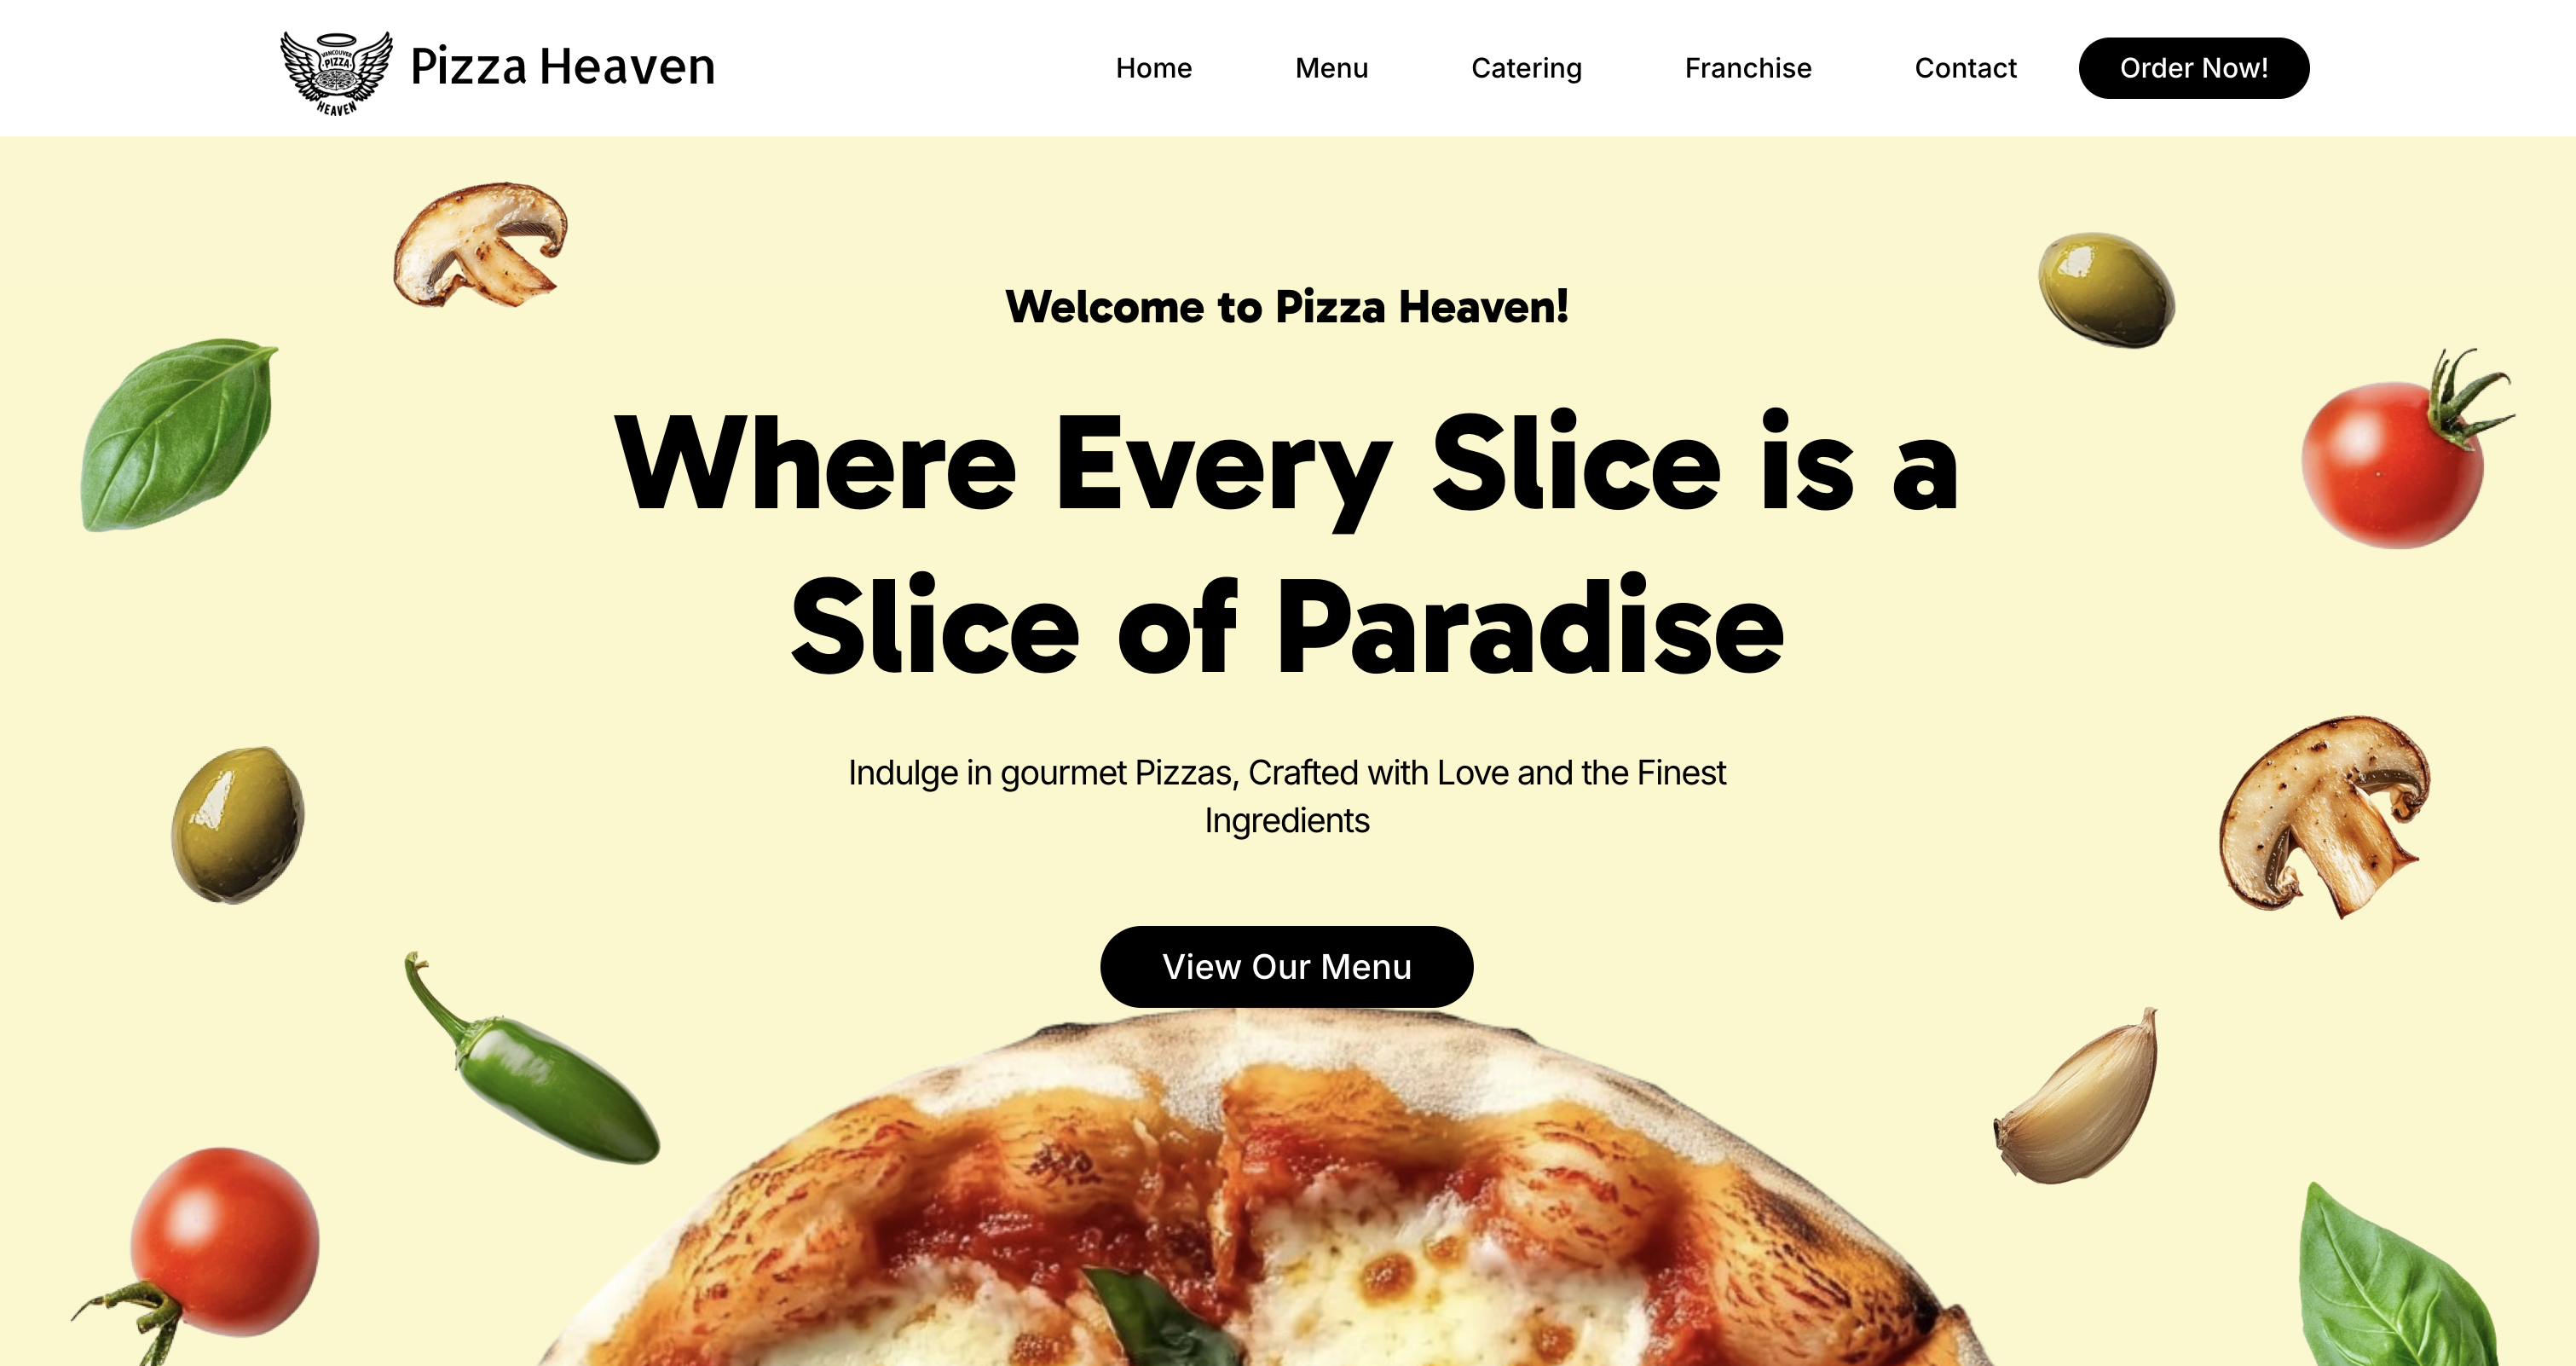 VANCOUVER
PIZZA
HEAVEN
Pizza Heaven
Home
Menu
Catering
Franchise
Contact
Order Now!
Welcome to Pizza Heaven!
Where Every Slice is a
Slice of Paradise
Indulge in gourmet Pizzas, Crafted with Love and the Finest
Ingredients
View Our Menu